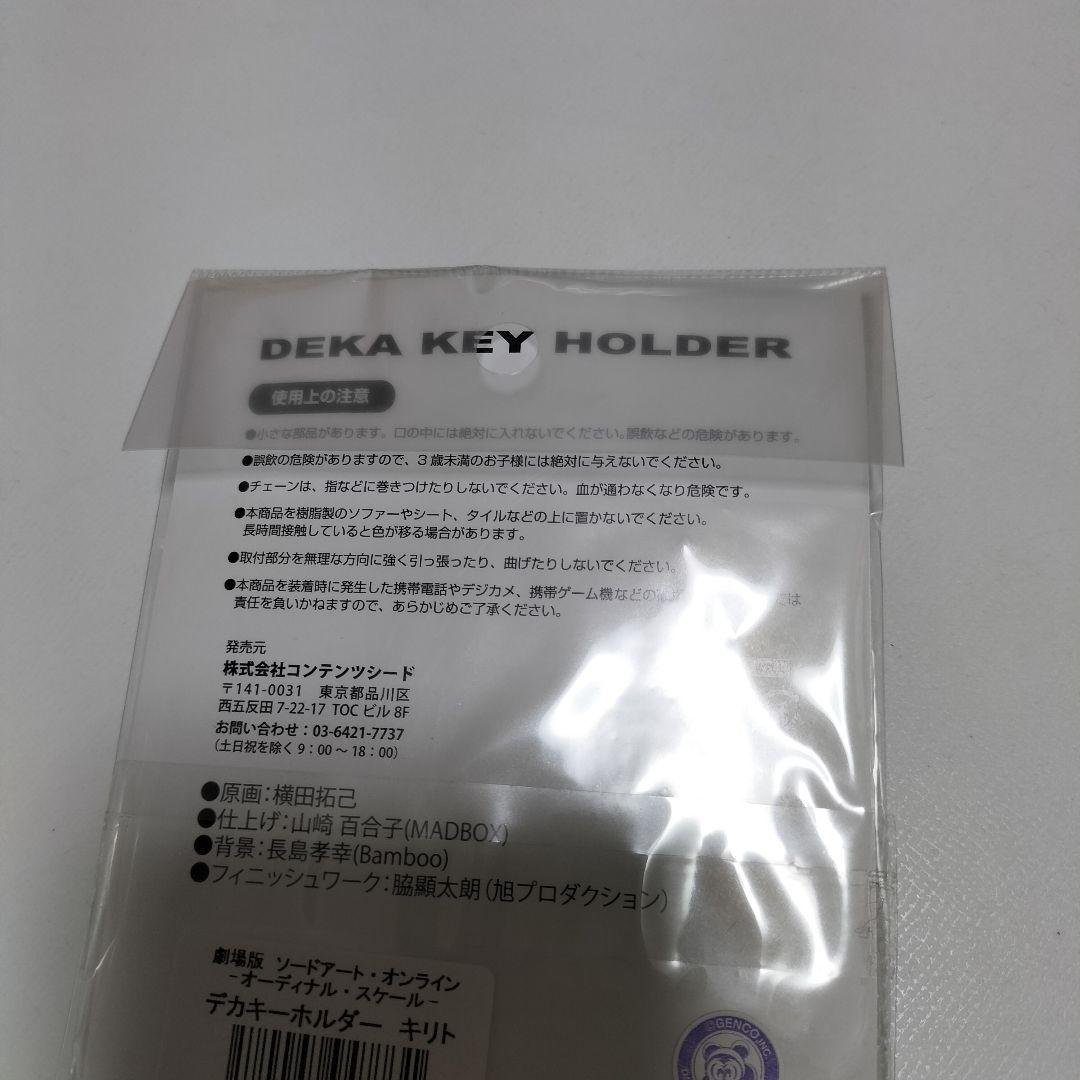 DEKA KEY HOLDER
使用上の注意
●小さな部品があります。口の中には絶対に入れないでください。誤飲などの危険があります。
●誤飲の危険がありますので、3歳未満のお子様には絶対に与えないでください。
●チェーンは、指などに巻きつけたりしないでください。血が通わなくなり危険です。
●本商品を樹脂製のソファーやシート、タイルなどの上に置かないでください。
長時間接触していると色が移る場合があります。
●取付部分を無理な方向に強く引っ張ったり、曲げたりしないでください。
●本商品を装着時に発生した携帯電話やデジカメ、携帯ゲーム機などの には
責任を負いかねますので、あらかじめご了承ください。
発売元
株式会社コンテンツシード
〒141-0031 東京都品川区
西五反田 7-22-17 TOC ビル 8F
お問い合わせ：03-6421-7737
（土日祝を除く 9：00 ～ 18：00）
●原画：横田拓己
●仕上げ：山崎 百合子(MADBOX)
●背景：長島孝幸(Bamboo)
●フィニッシュワーク：脇顯太朗（旭プロダクション）
劇場版 ソードアート・オンライン
-オーディナル・スケール-
デカキーホルダー キリト
©GENCO,INC.